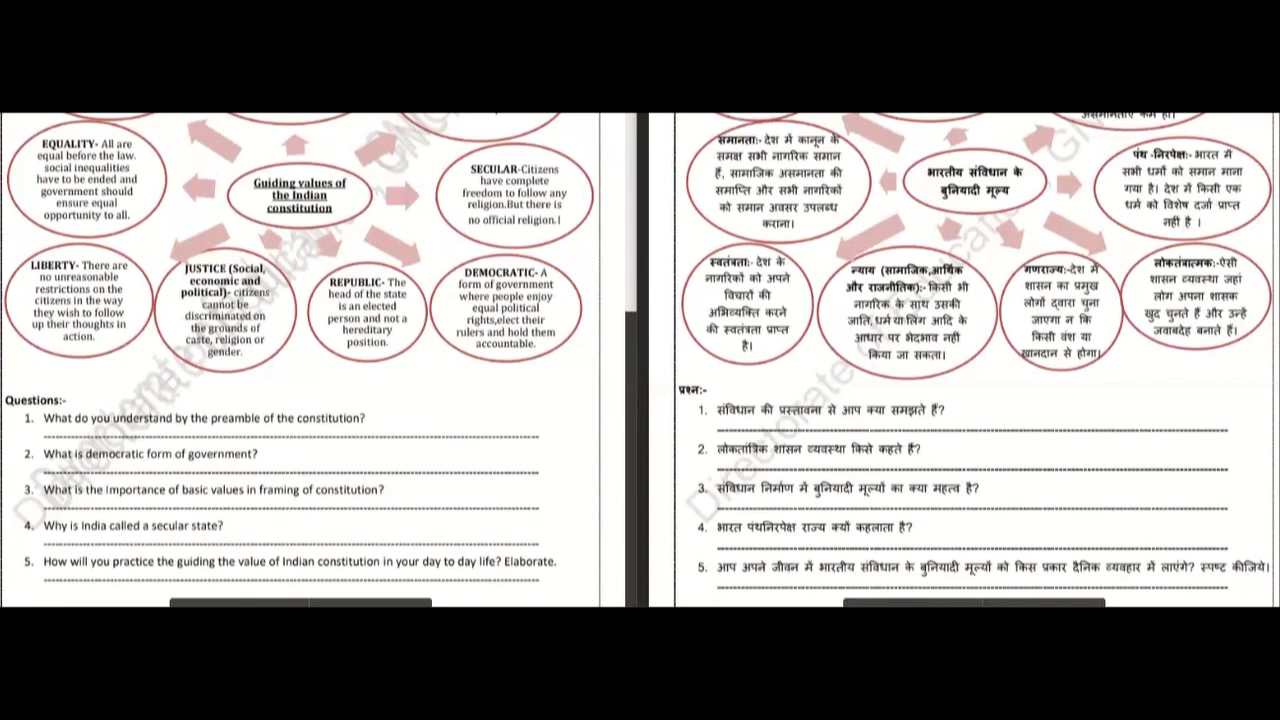 EQUALITY- All are
equal before the law.
social inequalities
have to be ended and
government should
ensure equal
opportunity to all.
Guiding values of
the Indian
constitution
SECULAR-Citizens
have complete
freedom to follow any
religion.But there is
no official religion.
LIBERTY- There are
no unreasonable
restrictions on the
citizens in the way
they wish to follow
up their thoughts in
action.
JUSTICE (Social,
economic and
political)- citizens
cannot be
discriminated on
the grounds of
caste, religion or
gender.
REPUBLIC- The
head of the state
is an elected
person and not a
hereditary
position.
DEMOCRATIC- A
form of government
where people enjoy
equal political
rights,elect their
rulers and hold them
accountable.
Questions:-
1. What do you understand by the preamble of the constitution?
2. What is democratic form of government?
3. What is the Importance of basic values in framing of constitution?
4. Why is India called a secular state?
5. How will you practice the guiding the value of Indian constitution in your day to day life? Elaborate.
असमानताएं कम हों।
समानता:- देश में कानून के
समक्ष सभी नागरिक समान
हैं, सामाजिक असमानता की
समाप्ति और सभी नागरिकों
को समान अवसर उपलब्ध
कराना।
भारतीय संविधान के
बुनियादी मूल्य
पंथ -निरपेक्ष:- भारत में
सभी धर्मों को समान माना
गया है। देश में किसी एक
धर्म को विशेष दर्जा प्राप्त
नहीं है ।
स्वतंत्रता:- देश के
नागरिकों को अपने
विचारों की
अभिव्यक्ति करने
की स्वतंत्रता प्राप्त
है।
न्याय (सामाजिक,आर्थिक
और राजनीतिक):- किसी भी
नागरिक के साथ उसकी
जाति,धर्म या लिंग आदि के
आधार पर भेदभाव नहीं
किया जा सकता।
गणराज्य:-देश में
शासन का प्रमुख
लोगों द्वारा चुना
जाएगा न कि
किसी वंश या
खानदान से होगा।
लोकतंत्रात्मक:-ऐसी
शासन व्यवस्था जहां
लोग अपना शासक
खुद चुनते हैं और उन्हें
जवाबदेह बनाते हैं।
प्रश्न:-
1. संविधान की प्रस्तावना से आप क्या समझते हैं?
2. लोकतांत्रिक शासन व्यवस्था किसे कहते हैं?
3. संविधान निर्माण में बुनियादी मूल्यों का क्या महत्व है?
4. भारत पंथनिरपेक्ष राज्य क्यों कहलाता है?
5. आप अपने जीवन में भारतीय संविधान के बुनियादी मूल्यों को किस प्रकार दैनिक व्यवहार में लाएंगे? स्पष्ट कीजिये।
Directorate of